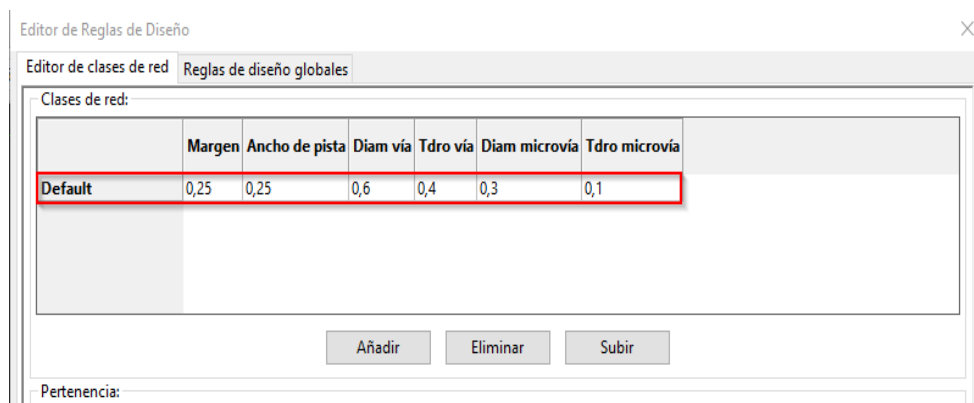 Editor de Reglas de Diseño
Editor de clases de red Reglas de diseño globales
Clases de red:
Margen Ancho de pista Diam vía Tdro vía Diam microvía Tdro microvía
Default 0,25 0,25 0,6 0,4 0,3 0,1
Añadir Eliminar Subir
Pertenencia: